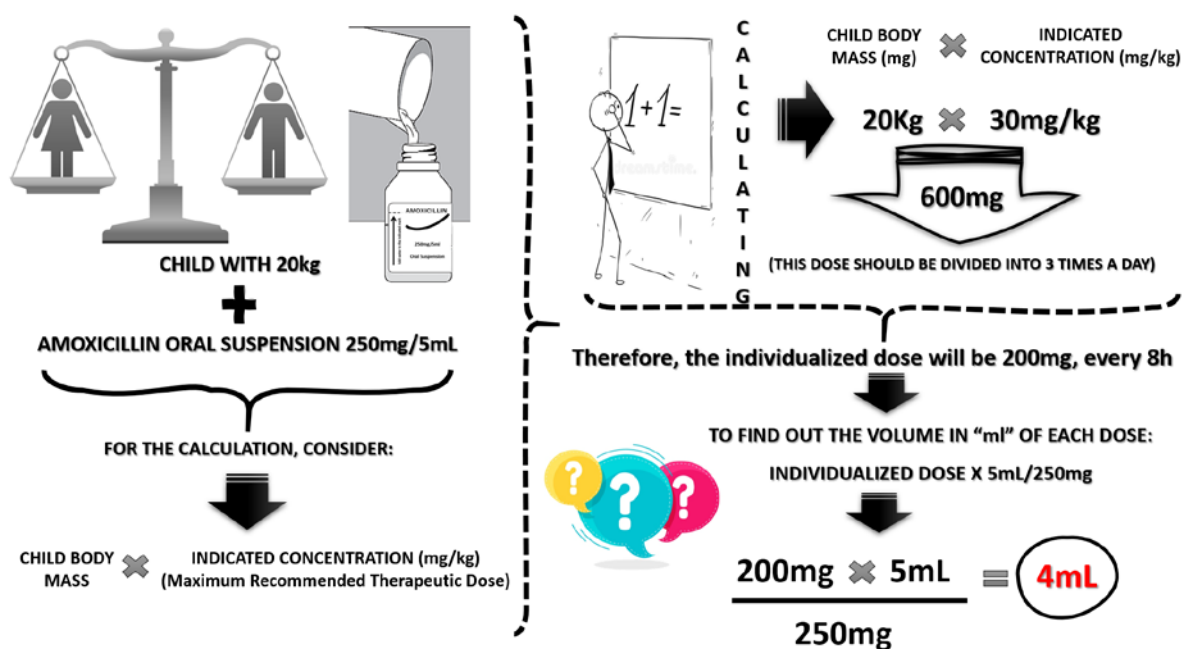 AMOXICILLIN
250mg/5ml
Oral Suspension
CHILD WITH 20kg
+
AMOXICILLIN ORAL SUSPENSION 250mg/5mL
FOR THE CALCULATION, CONSIDER:
CHILD BODY MASS ✖ INDICATED CONCENTRATION (mg/kg)
(Maximum Recommended Therapeutic Dose)
CALCULATING
1+1=
dreamstime.
CHILD BODY MASS (mg) ✖ INDICATED CONCENTRATION (mg/kg)
20Kg ✖ 30mg/kg
600mg
(THIS DOSE SHOULD BE DIVIDED INTO 3 TIMES A DAY)
Therefore, the individualized dose will be 200mg, every 8h
TO FIND OUT THE VOLUME IN “ml” OF EACH DOSE:
INDIVIDUALIZED DOSE X 5mL/250mg
? ? ?
200mg ✖ 5mL = 4mL
250mg